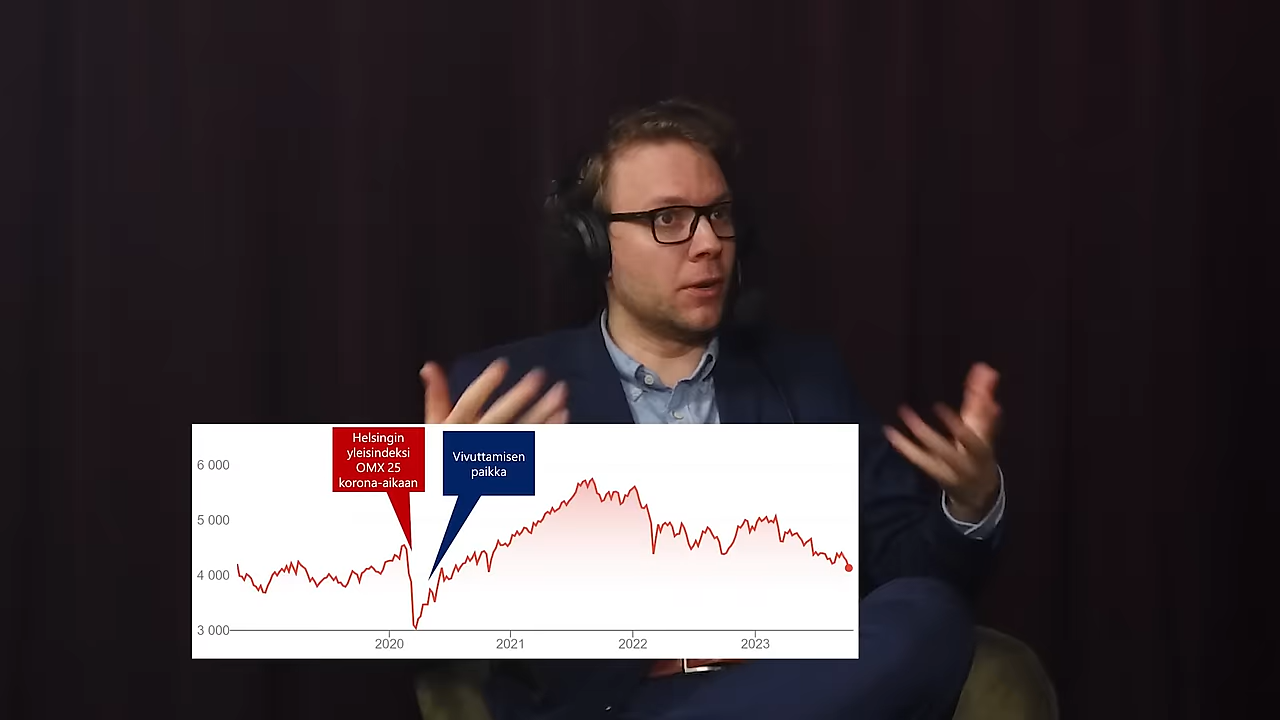 Helsingin
yleisindeksi
OMX 25
korona-aikaan
Vivuttamisen
paikka
6 000
5 000
4 000
3 000
2020
2021
2022
2023